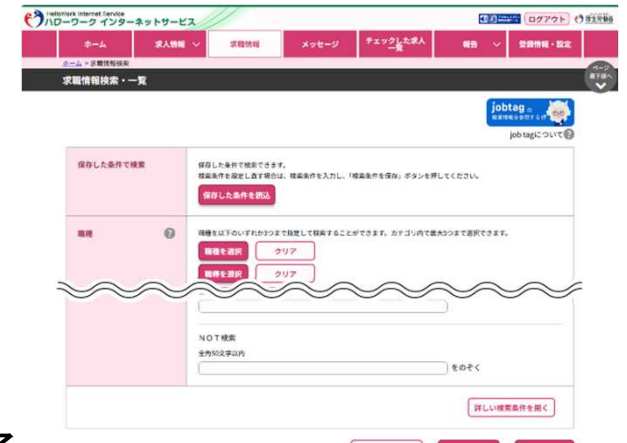 HelloWork Internet Service
ハローワーク インターネットサービス
ログアウト
厚生労働省
ホーム
求人情報
求職情報
メッセージ
チェックした求人一覧
報告
登録情報・設定
ホーム > 求職情報検索
求職情報検索・一覧
ページ
最下部へ
jobtag の
職業情報を参照する
job tagについて?
保存した条件で検索
保存した条件で検索できます。
検索条件を設定し直す場合は、検索条件を入力し、「検索条件を保存」ボタンを押してください。
保存した条件を読込
職種 ?
職種を以下のいずれか3つまで指定して検索することができます。カテゴリ内で最大5つまで選択できます。
職種を選択 クリア
職種を選択 クリア
NOT検索
全角50文字以内
をのぞく
詳しい検索条件を開く